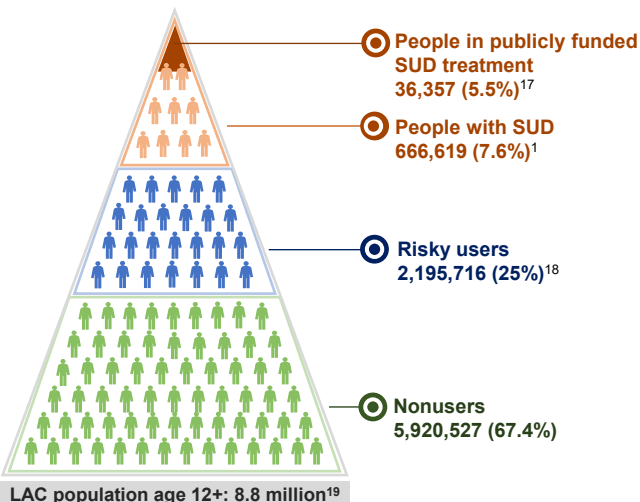 People in publicly funded
SUD treatment
36,357 (5.5%)17
People with SUD
666,619 (7.6%)1
Risky users
2,195,716 (25%)18
Nonusers
5,920,527 (67.4%)
LAC population age 12+: 8.8 million19